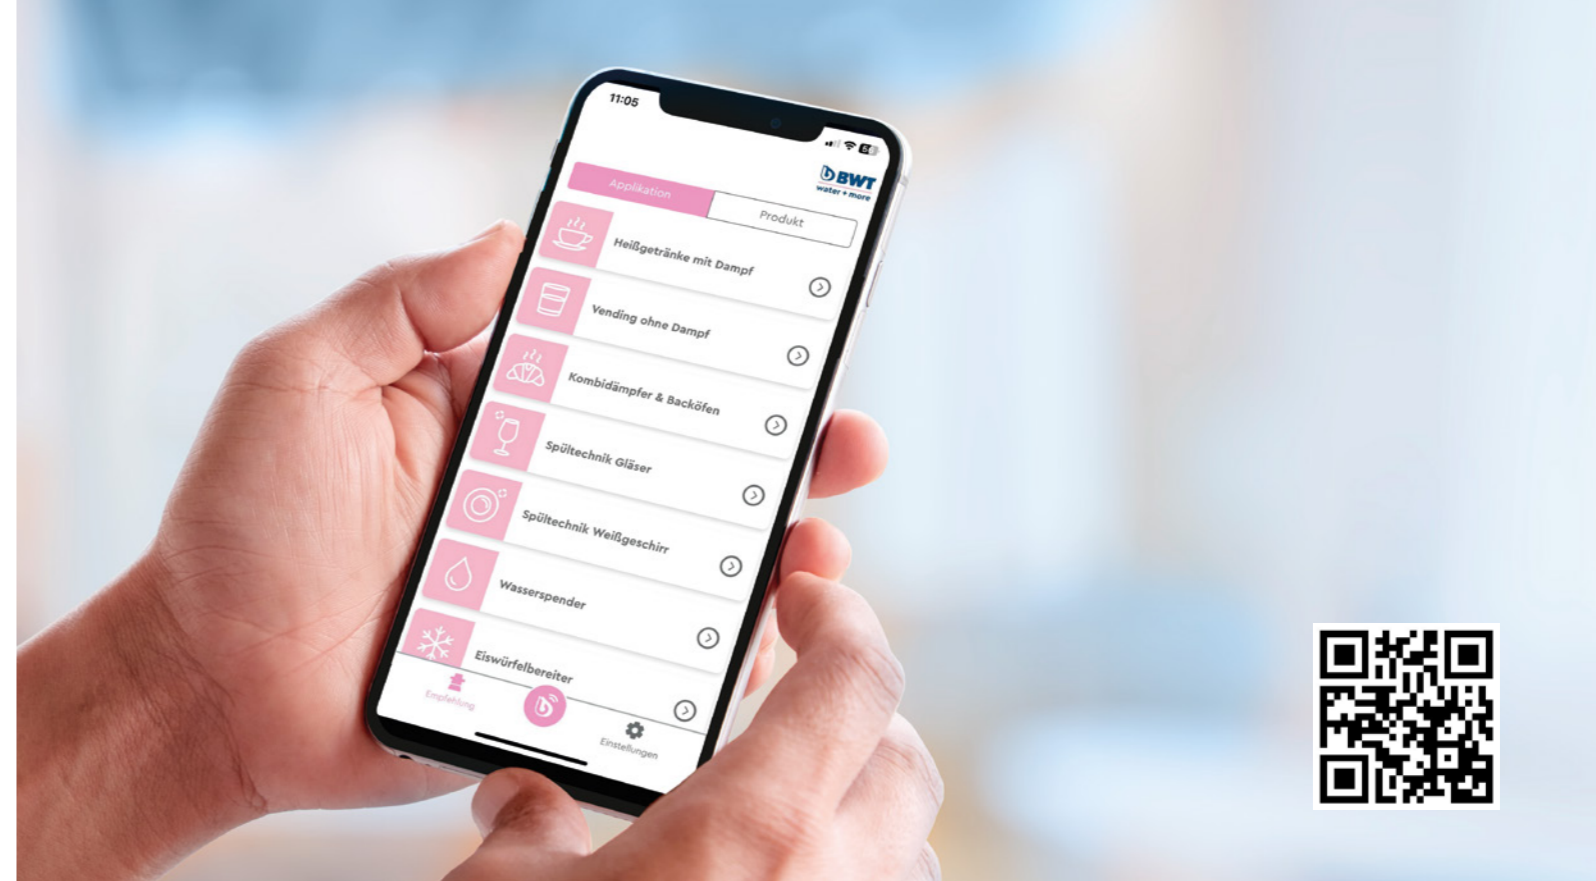 11:05
BWT
water + more
Applikation
Produkt
Heißgetränke mit Dampf
Vending ohne Dampf
Kombidämpfer & Backöfen
Spültechnik Gläser
Spültechnik Weißgeschirr
Wasserspender
Eiswürfelbereiter
Empfehlung
Einstellungen